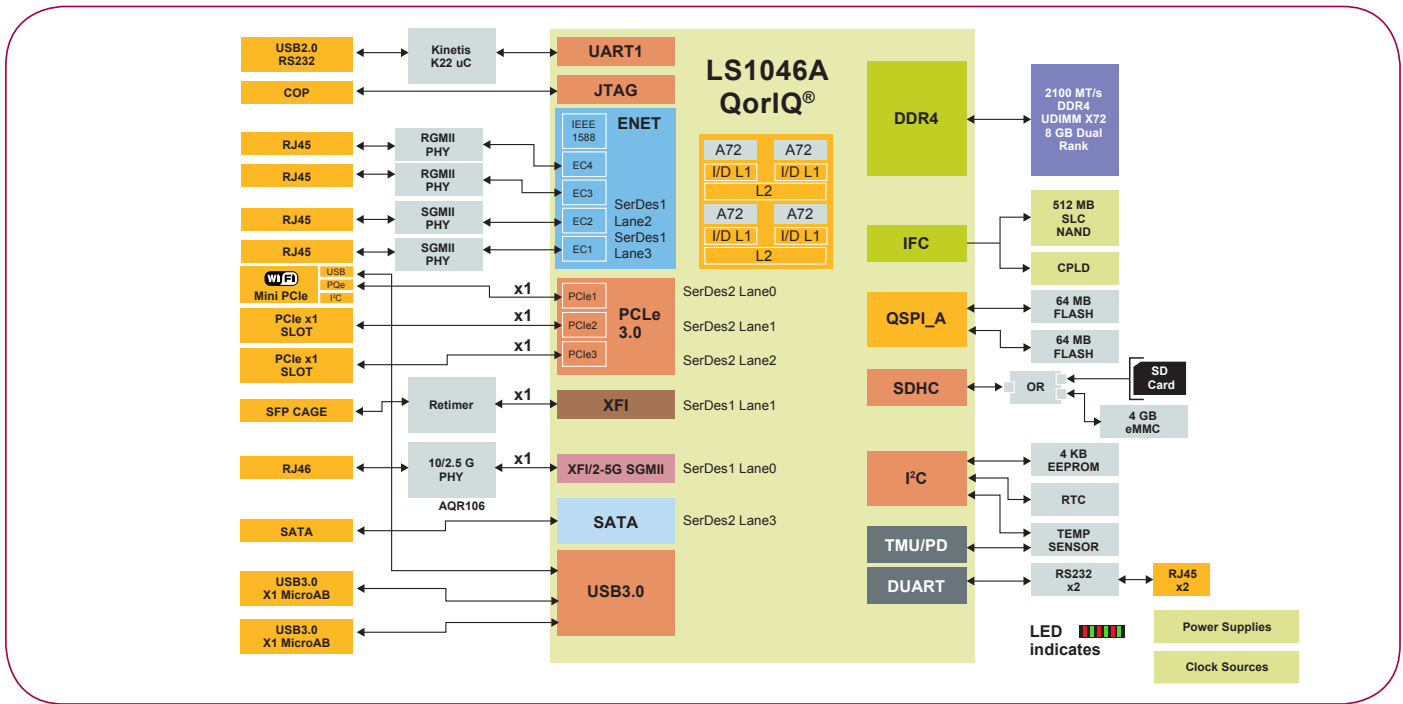 USB2.0
RS232
Kinetis
K22 uC
UART1
COP
JTAG
RJ45
RGMII
PHY
RJ45
RGMII
PHY
RJ45
SGMII
PHY
RJ45
SGMII
PHY
IEEE
1588
ENET
EC4
EC3
EC2
EC1
SerDes1
Lane2
SerDes1
Lane3
WiFi
Mini PCIe
USB
PQe
I²C
x1
PCIe1
SerDes2 Lane0
PCIe x1
SLOT
x1
PCIe2
PCLe
3.0
SerDes2 Lane1
PCIe x1
SLOT
x1
PCIe3
SerDes2 Lane2
SFP CAGE
Retimer
x1
XFI
SerDes1 Lane1
RJ46
10/2.5 G
PHY
AQR106
x1
XFI/2-5G SGMII
SerDes1 Lane0
SATA
SATA
SerDes2 Lane3
USB3.0
X1 MicroAB
USB3.0
X1 MicroAB
USB3.0
LS1046A
QorIQ®
A72
A72
I/D L1
I/D L1
L2
A72
A72
I/D L1
I/D L1
L2
DDR4
2100 MT/s
DDR4
UDIMM X72
8 GB Dual
Rank
IFC
512 MB
SLC
NAND
CPLD
QSPI_A
64 MB
FLASH
64 MB
FLASH
SDHC
OR
SD
Card
4 GB
eMMC
I²C
4 KB
EEPROM
RTC
TEMP
SENSOR
TMU/PD
DUART
RS232
x2
RJ45
x2
LED
indicates
Power Supplies
Clock Sources